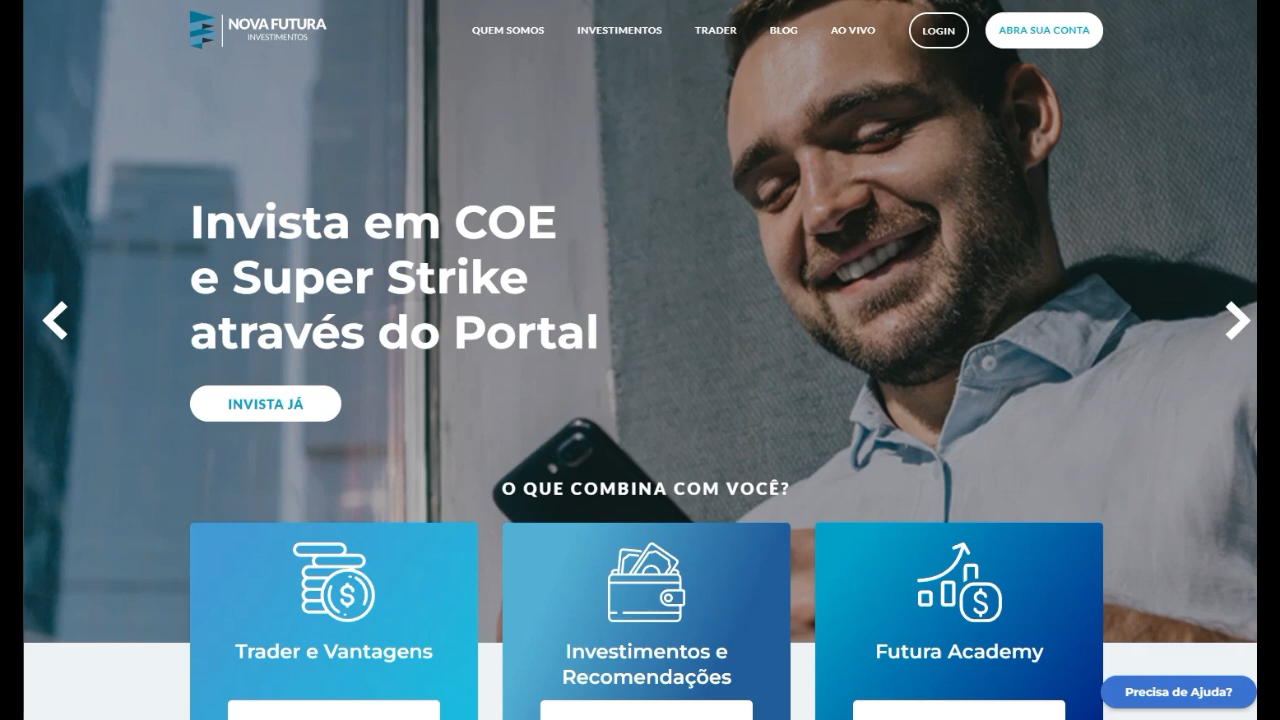 NOVA FUTURA
INVESTIMENTOS
QUEM SOMOS
INVESTIMENTOS
TRADER
BLOG
AO VIVO
LOGIN
ABRA SUA CONTA
Invista em COE
e Super Strike
através do Portal
INVISTA JÁ
O QUE COMBINA COM VOCÊ?
Trader e Vantagens
Investimentos e
Recomendações
Futura Academy
Precisa de Ajuda?